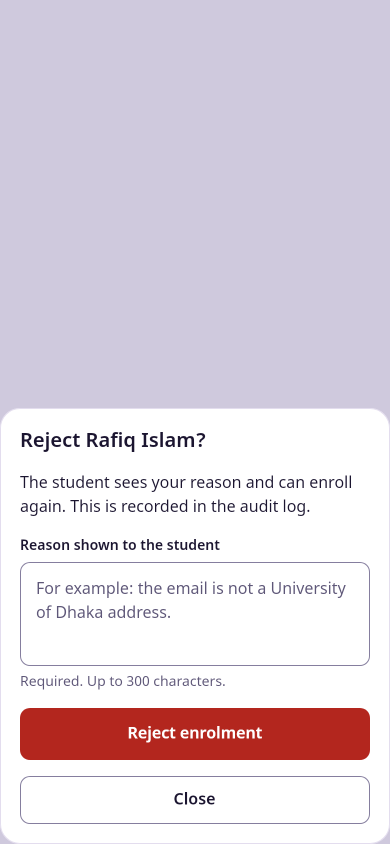 Reject Rafiq Islam?
The student sees your reason and can enroll
again. This is recorded in the audit log.
Reason shown to the student
For example: the email is not a University
of Dhaka address.
Required. Up to 300 characters.
Reject enrolment
Close